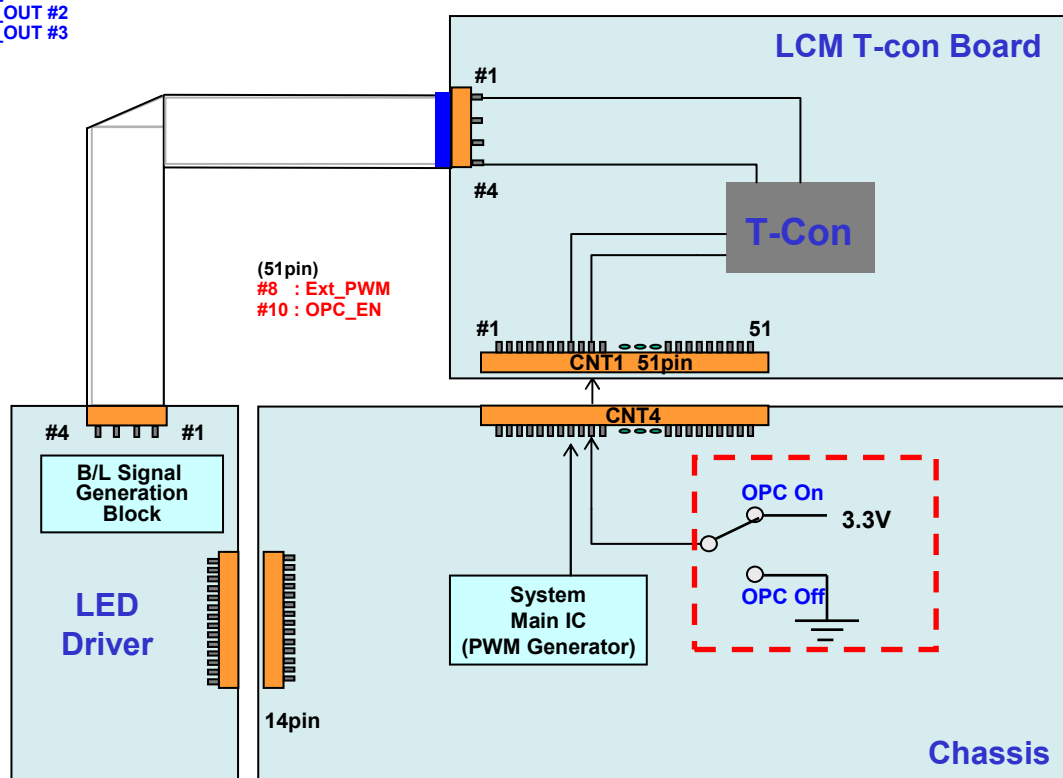 _OUT #2
_OUT #3
LCM T-con Board
#1
#4
T-Con
(51pin)
#8 : Ext_PWM
#10 : OPC_EN
#1
51
CNT1 51pin
CNT4
#4
#1
B/L Signal
Generation
Block
OPC On
3.3V
OPC Off
System
Main IC
(PWM Generator)
LED
Driver
14pin
Chassis